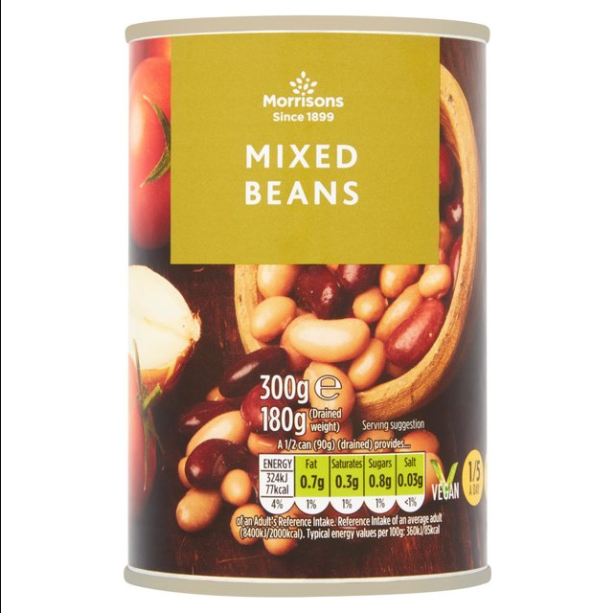 Morrisons
Since 1899
MIXED
BEANS
300g ℮
180g (Drained weight)
Serving suggestion
A 1/2 can (90g) (drained) provides...
ENERGY Fat Saturates Sugars Salt
324kJ 77kcal 0.7g 0.3g 0.8g 0.03g
4% 1% 1% 1% <1%
VEGAN
1/5 A DAY
of an Adult's Reference Intake. Reference Intake of an average adult
(8400kJ/2000kcal). Typical energy values per 100g: 360kJ/85kcal